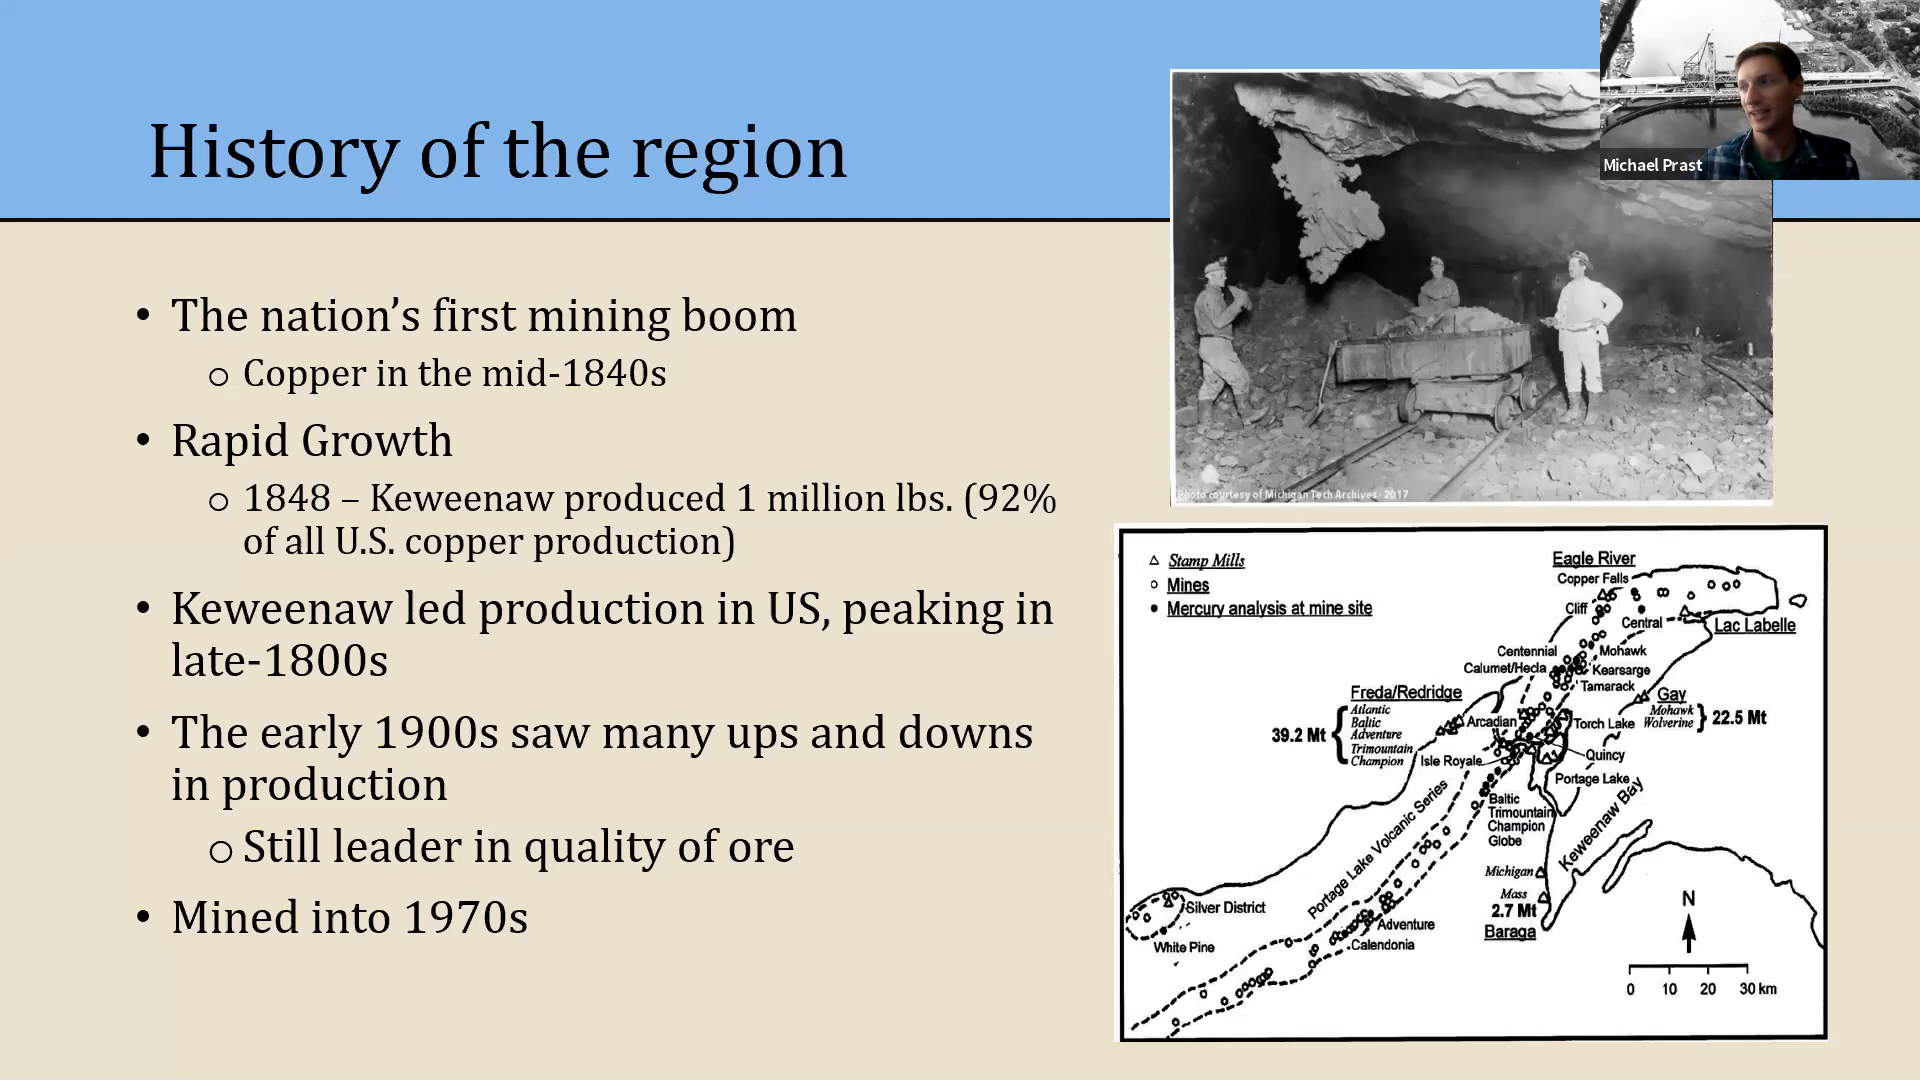 History of the region
Michael Prast
• The nation’s first mining boom
o Copper in the mid-1840s
• Rapid Growth
o 1848 – Keweenaw produced 1 million lbs. (92%
of all U.S. copper production)
• Keweenaw led production in US, peaking in
late-1800s
• The early 1900s saw many ups and downs
in production
o Still leader in quality of ore
• Mined into 1970s
Photo courtesy of Michigan Tech Archives - 2017
Stamp Mills
Mines
Mercury analysis at mine site
Eagle River
Copper Falls
Cliff
Central
Lac Labelle
Centennial
Mohawk
Calumet/Hecla
Kearsarge
Tamarack
Freda/Redridge
Atlantic
Baltic
Adventure
Trimountain
Champion
39.2 Mt
Arcadian
Isle Royale
Gay
Mohawk
Wolverine
22.5 Mt
Torch Lake
Quincy
Portage Lake
Keweenaw Bay
Baltic
Trimountain
Champion
Globe
Portage Lake Volcanic Series
Michigan
Mass
2.7 Mt
Baraga
Silver District
White Pine
Adventure
Calendonia
N
0 10 20 30 km